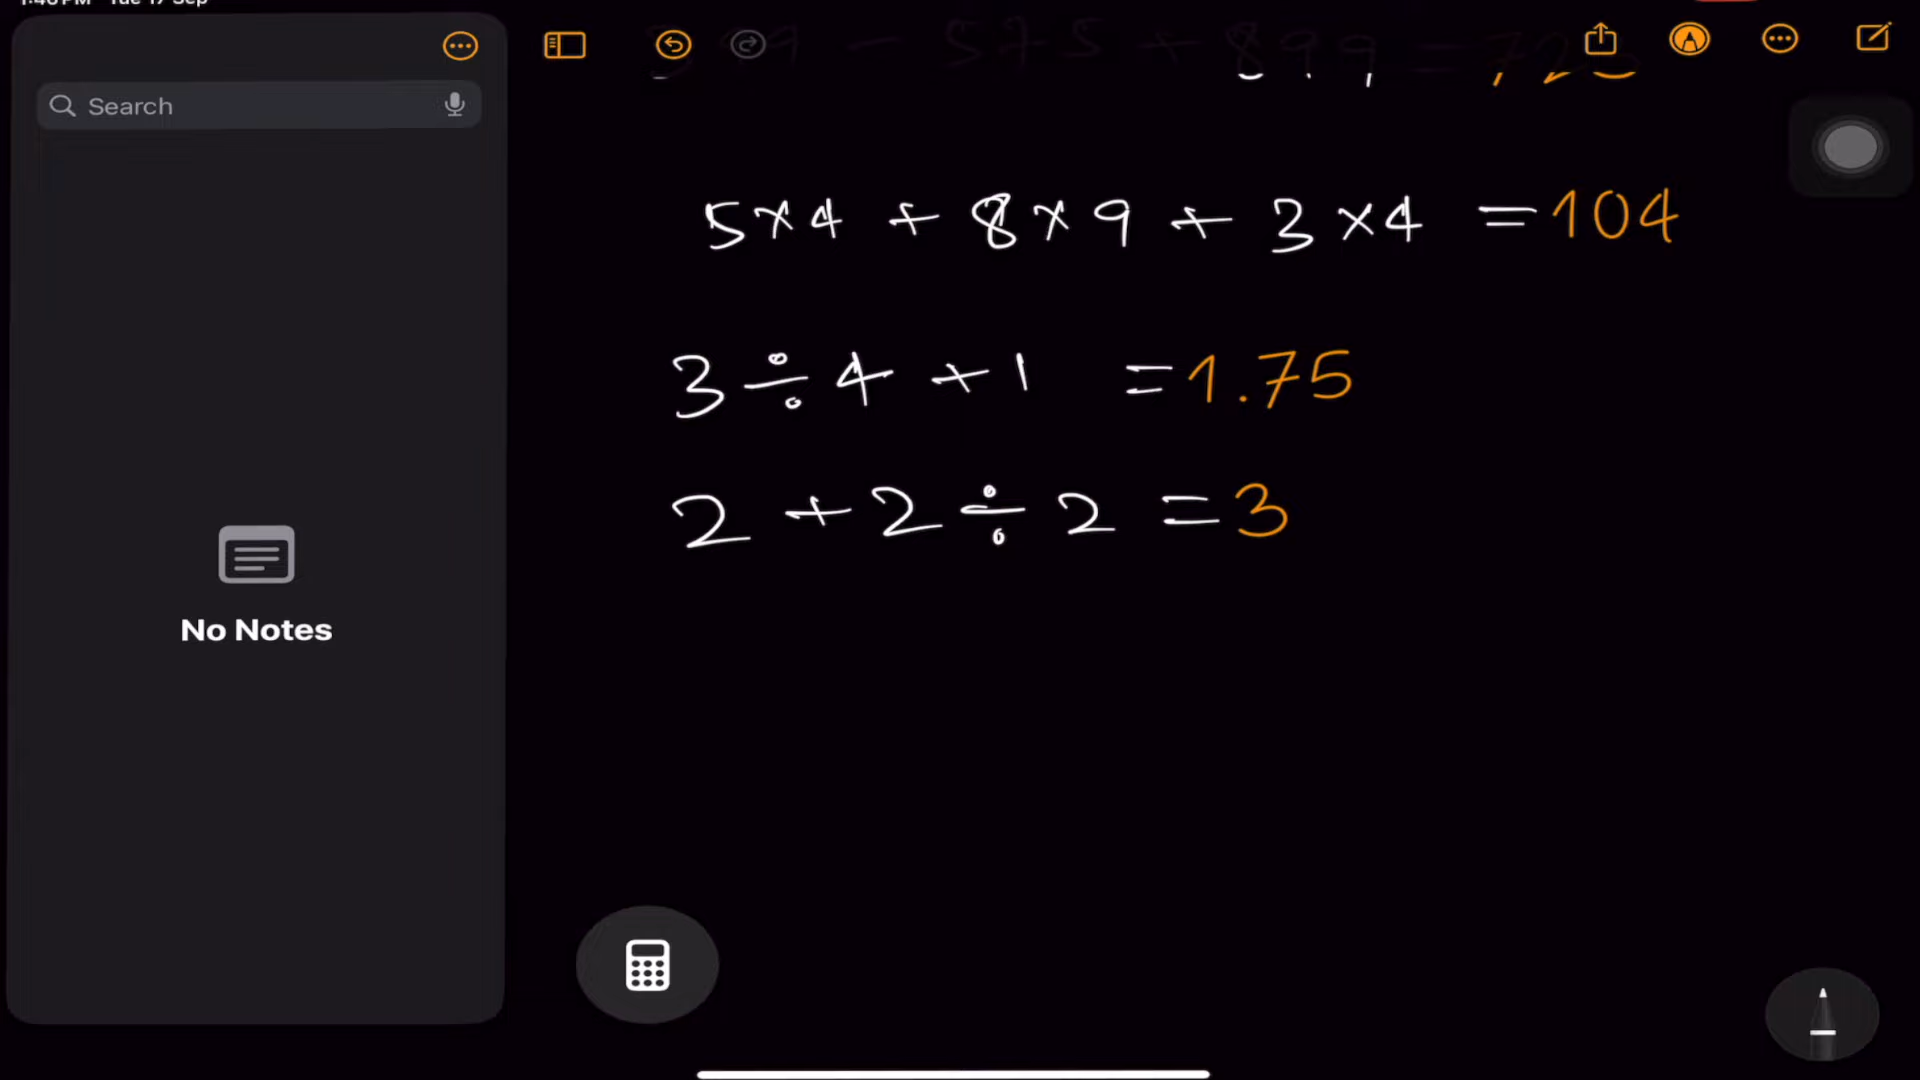 Search
No Notes
5×4 + 8×9 + 3×4 =104
3÷4 +1 =1.75
2 +2÷2 =3